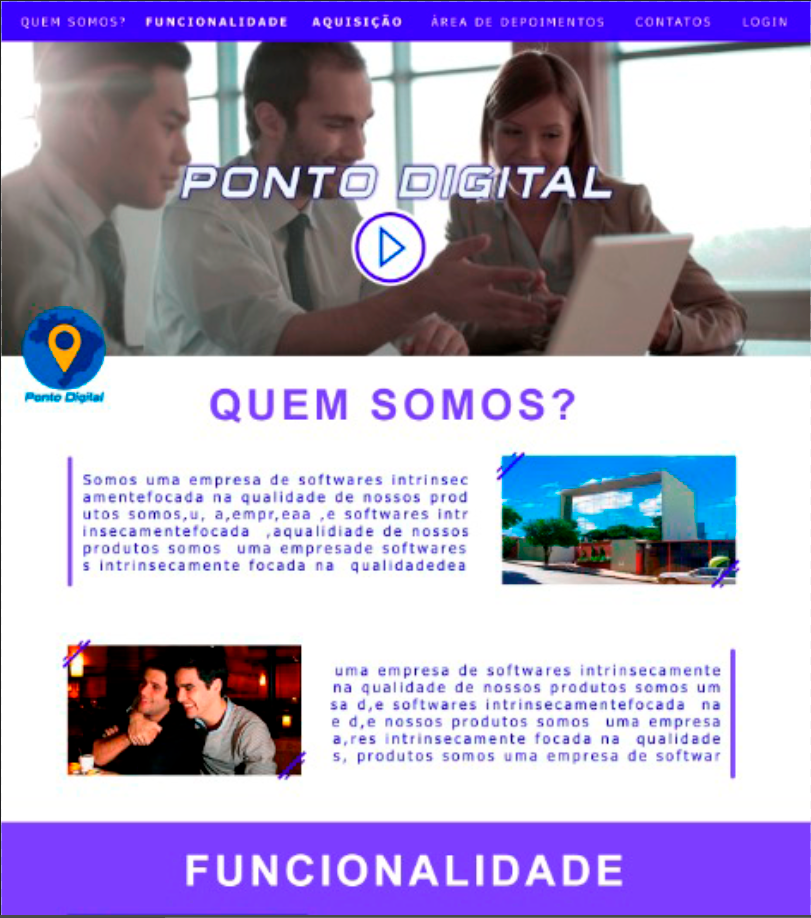 QUEM SOMOS? FUNCIONALIDADE AQUISIÇÃO ÁREA DE DEPOIMENTOS CONTATOS LOGIN
PONTO DIGITAL
Ponto Digital
QUEM SOMOS?
Somos uma empresa de softwares intrinsec
amentefocada na qualidade de nossos prod
utos somos,u, a,empr,eaa ,e softwares intr
insecamentefocada ,aqualidiade de nossos
produtos somos uma empresade softwares
s intrinsecamente focada na qualidadedea
uma empresa de softwares intrinsecamente
na qualidade de nossos produtos somos um
sa d,e softwares intrinsecamentefocada na
e d,e nossos produtos somos uma empresa
a,res intrinsecamente focada na qualidade
s, produtos somos uma empresa de softwar
FUNCIONALIDADE